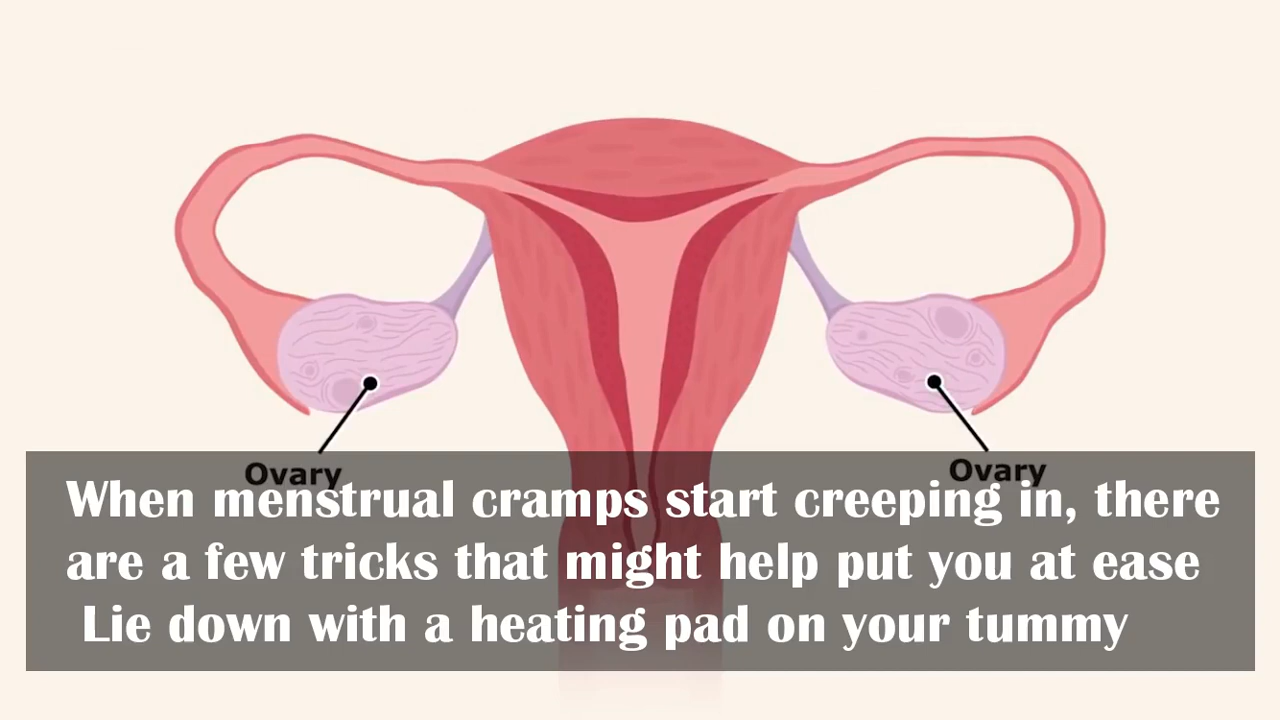 Ovary
Ovary
When menstrual cramps start creeping in, there
are a few tricks that might help put you at ease
Lie down with a heating pad on your tummy